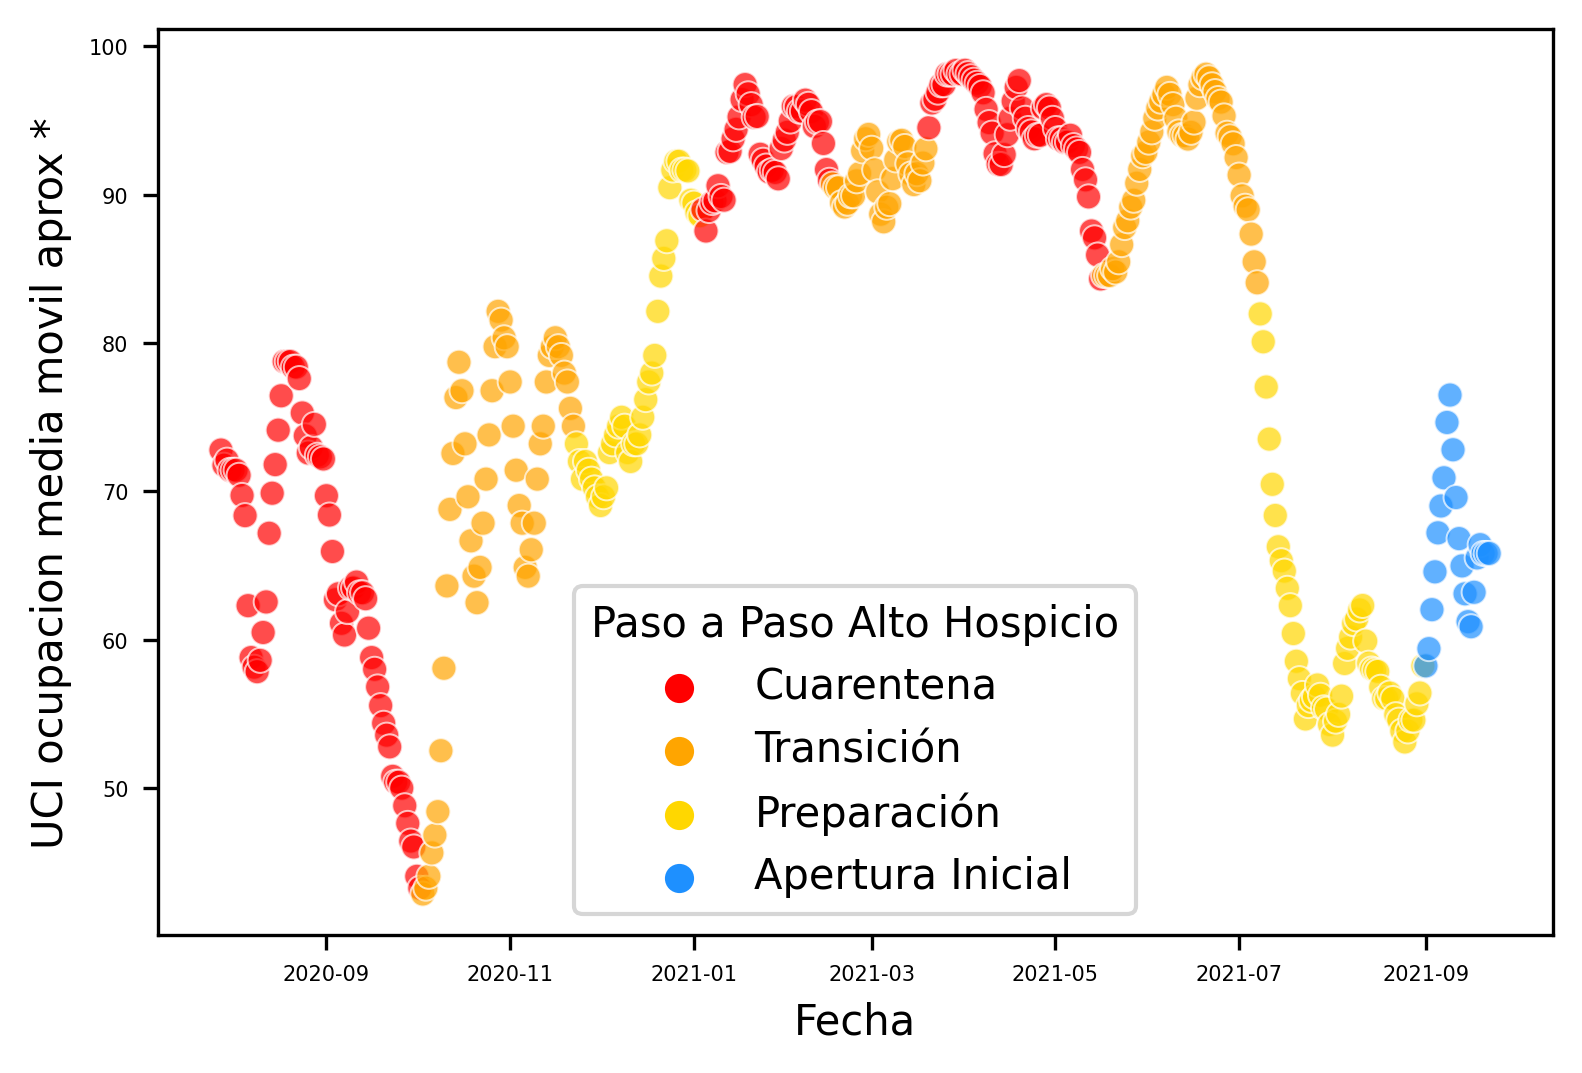 100
90
80
70
60
50
UCI ocupacion media movil aprox *
Paso a Paso Alto Hospicio
Cuarentena
Transición
Preparación
Apertura Inicial
2020-09 2020-11 2021-01 2021-03 2021-05 2021-07 2021-09
Fecha